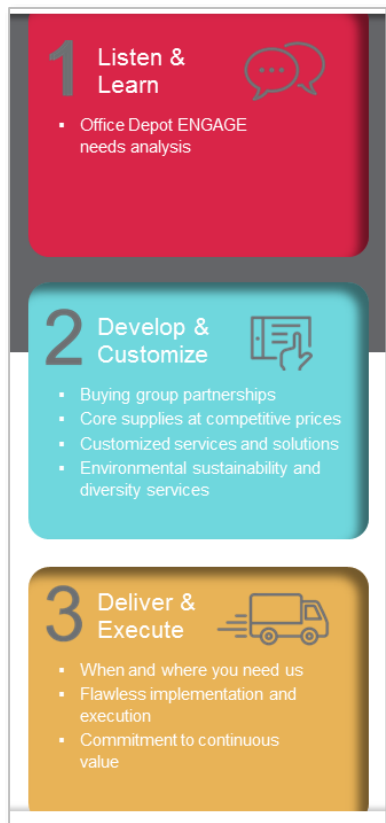 1 Listen &
Learn
▪ Office Depot ENGAGE
needs analysis
2 Develop &
Customize
▪ Buying group partnerships
▪ Core supplies at competitive prices
▪ Customized services and solutions
▪ Environmental sustainability and
diversity services
3 Deliver &
Execute
▪ When and where you need us
▪ Flawless implementation and
execution
▪ Commitment to continuous
value